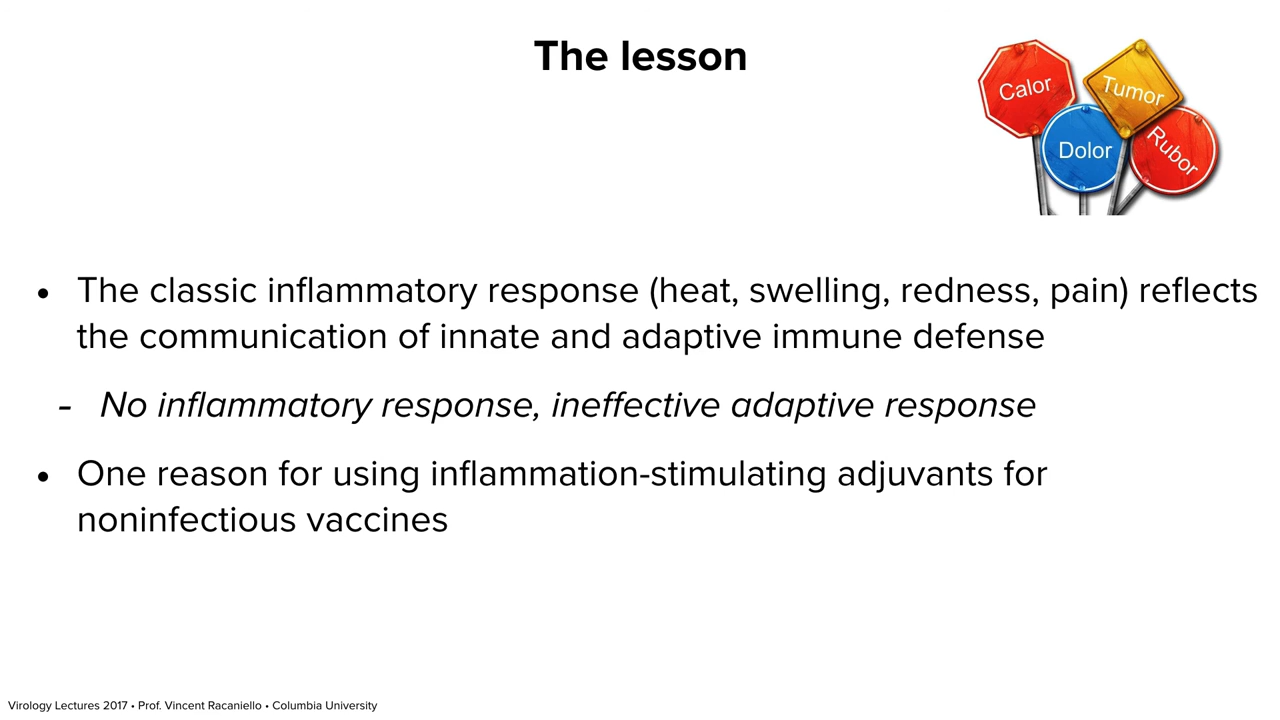 The lesson
Calor
Tumor
Dolor
Rubor
• The classic inflammatory response (heat, swelling, redness, pain) reflects
the communication of innate and adaptive immune defense
- No inflammatory response, ineffective adaptive response
• One reason for using inflammation-stimulating adjuvants for
noninfectious vaccines
Virology Lectures 2017 • Prof. Vincent Racaniello • Columbia University